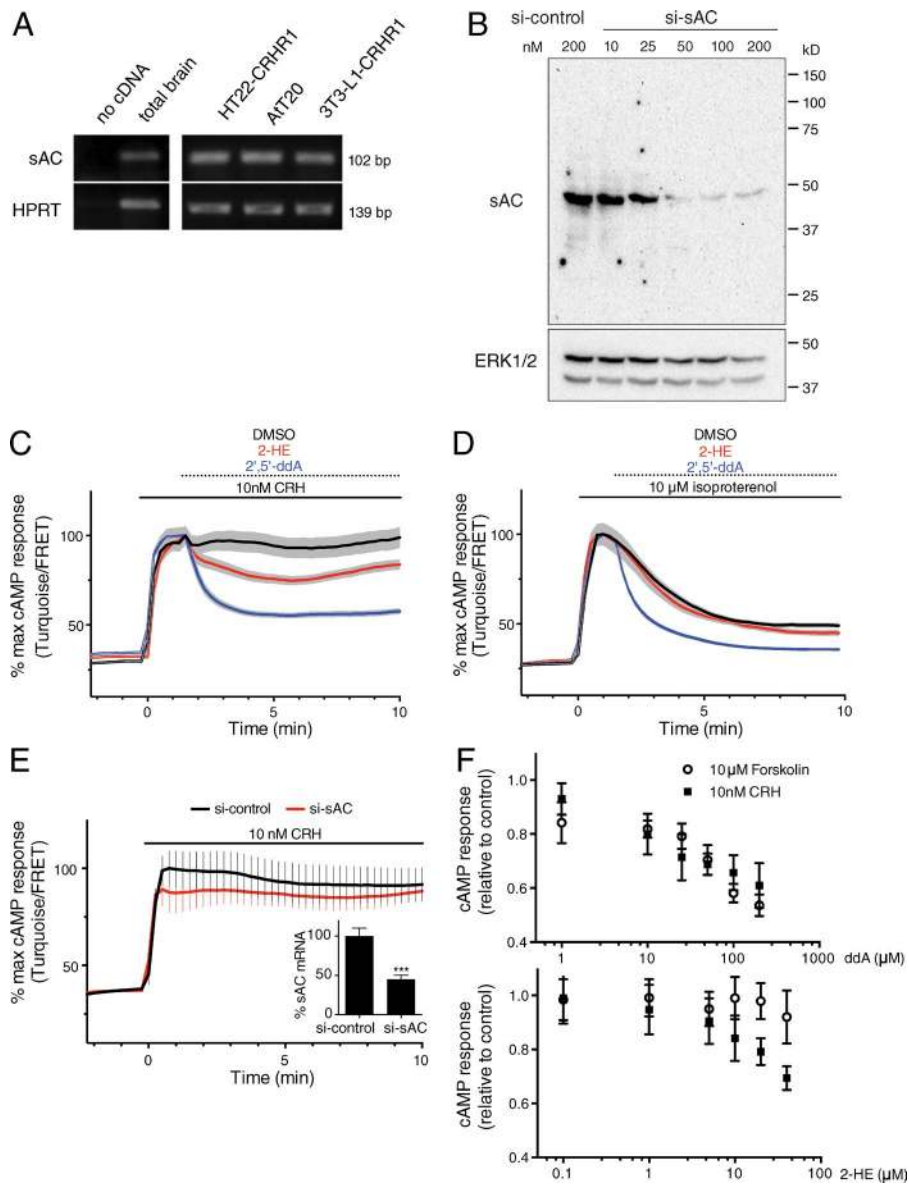 A
no cDNA
total brain
HT22-CRHR1
AtT20
3T3-L1-CRHR1
sAC
102 bp
HPRT
139 bp
B
si-control
si-sAC
nM
200
10
25
50
100
200
kD
150
100
75
50
37
25
sAC
50
37
ERK1/2
C
DMSO
2-HE
2',5'-ddA
10nM CRH
% max cAMP response
(Turquoise/FRET)
100
50
0
5
10
Time (min)
D
DMSO
2-HE
2',5'-ddA
10 µM isoproterenol
% max cAMP response
(Turquoise/FRET)
100
50
0
5
10
Time (min)
E
si-control
si-sAC
10 nM CRH
% max cAMP response
(Turquoise/FRET)
100
50
0
5
10
Time (min)
% sAC mRNA
100
50
0
***
si-control
si-sAC
F
10µM Forskolin
10nM CRH
cAMP response
(relative to control)
1.0
0.8
0.6
0.4
1
10
100
1000
ddA (µM)
cAMP response
(relative to control)
1.0
0.8
0.6
0.4
0.1
1
10
100
2-HE (µM)